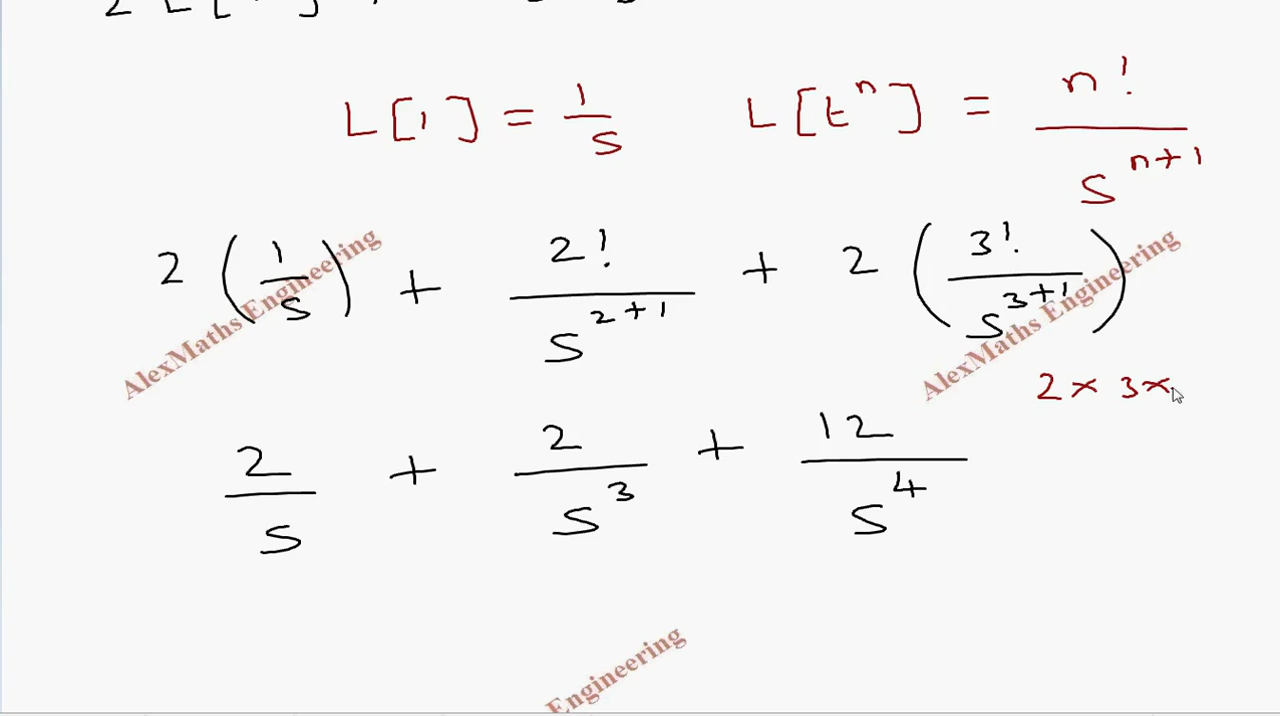 L[1] = 1/s   L[t^n] = n!/s^(n+1)
2(1/s) + 2!/s^(2+1) + 2(3!/s^(3+1))
AlexMaths Engineering
AlexMaths Engineering
2 × 3 ×
2/s + 2/s^3 + 12/s^4
Engineering